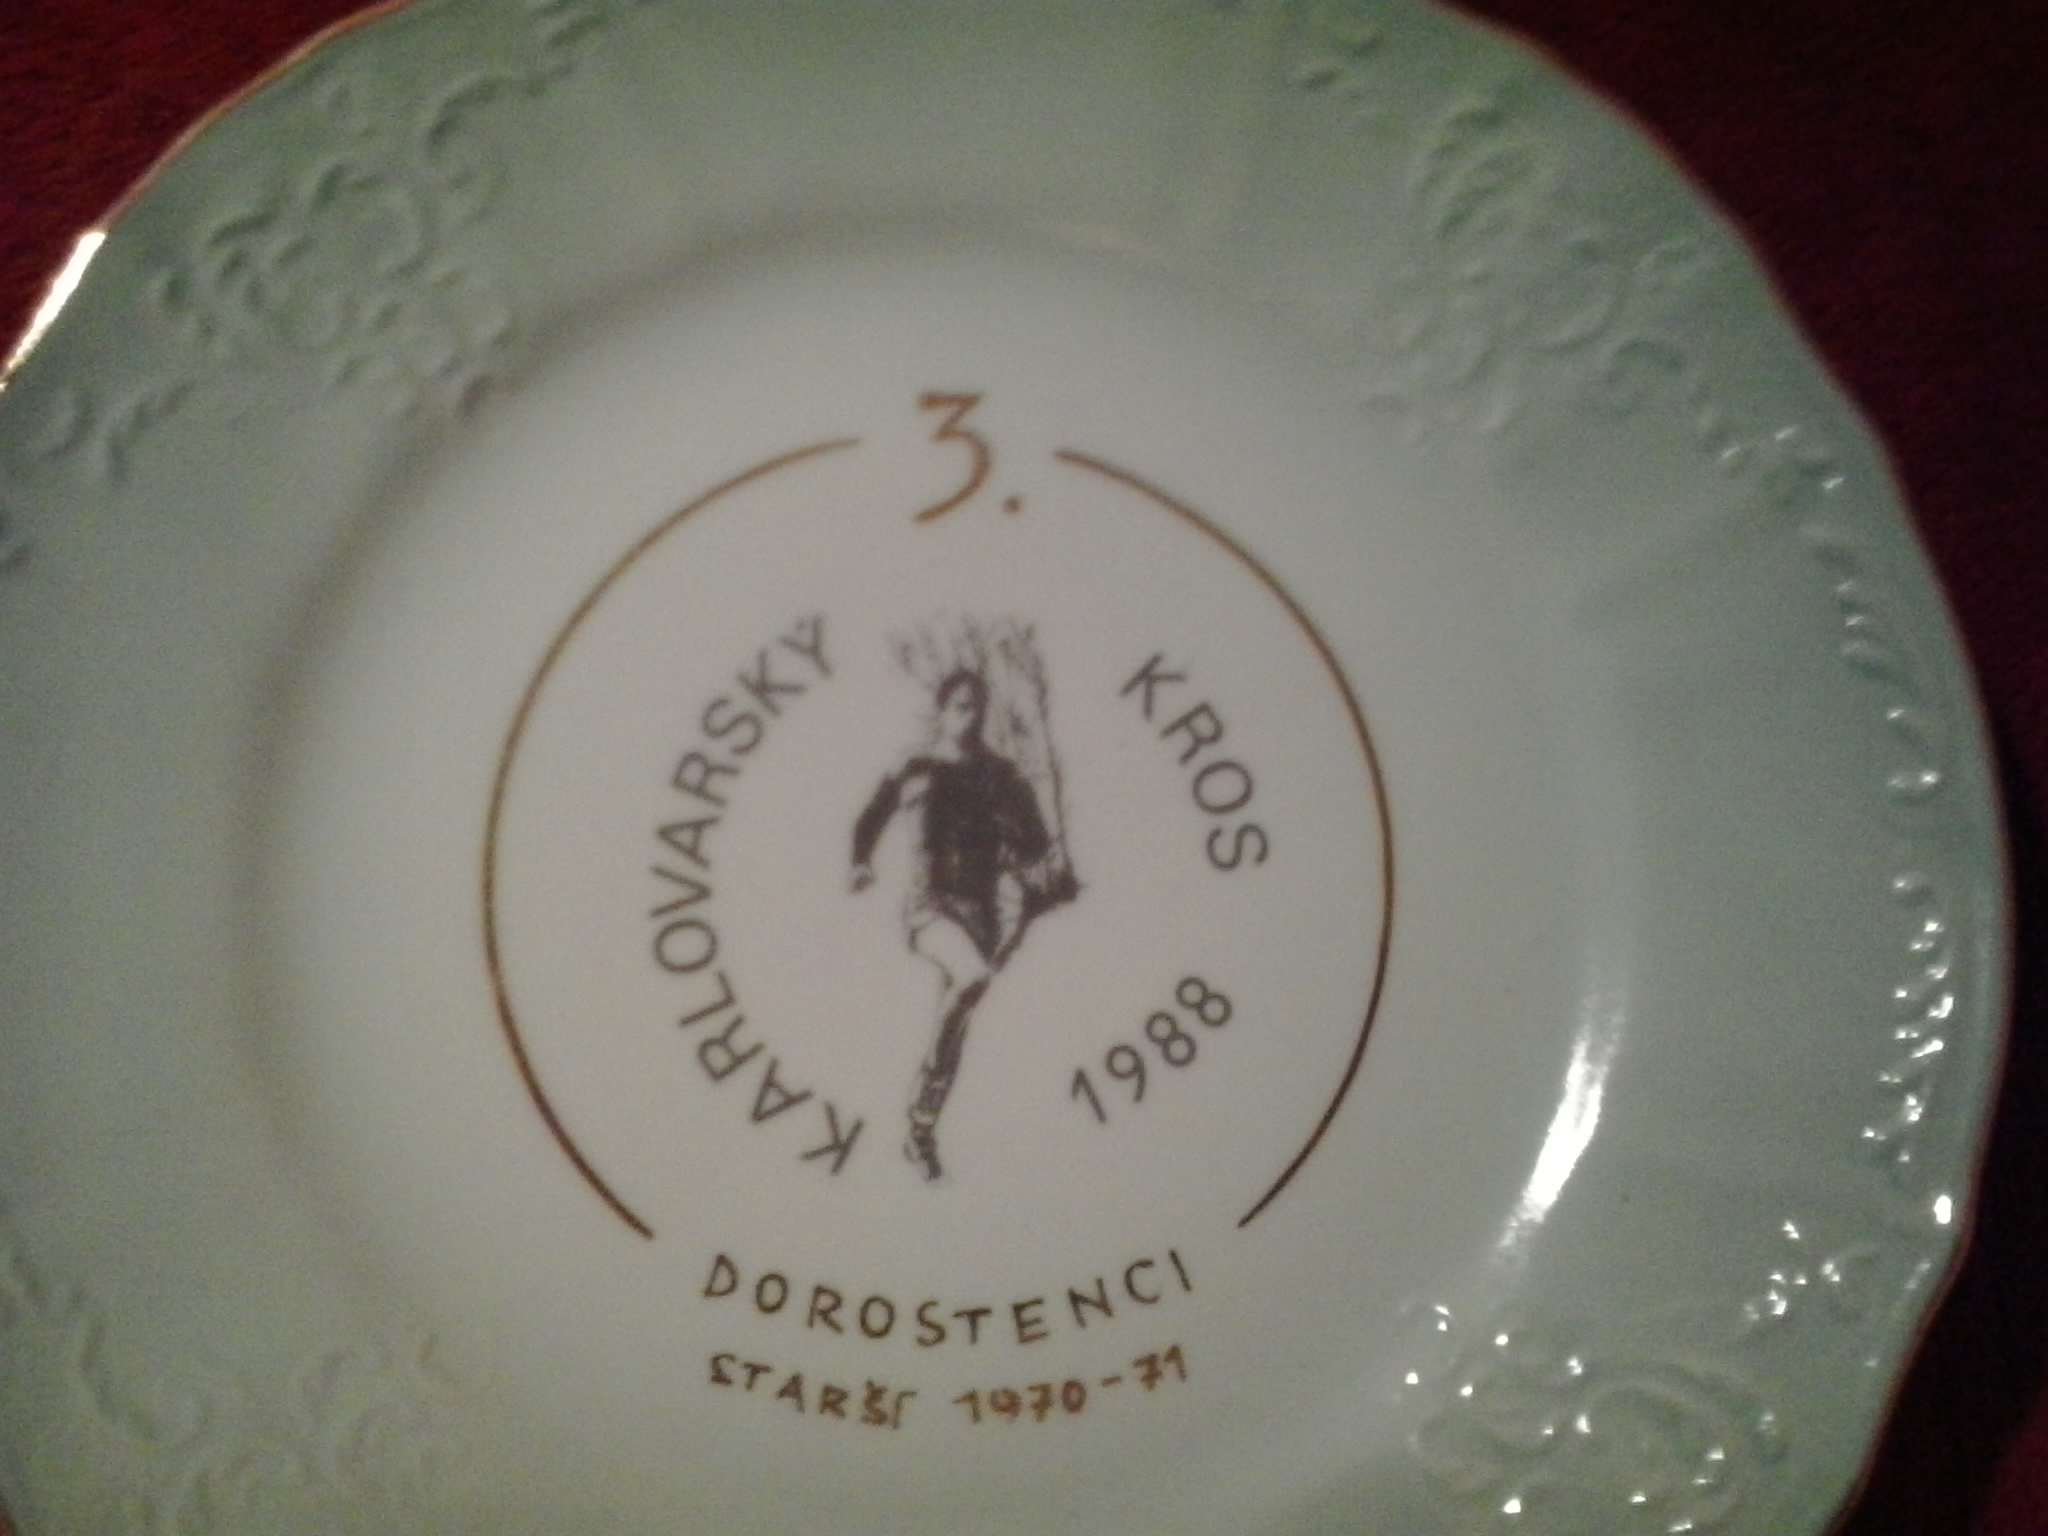 3.
KARLOVARSKÝ KROS
1988
DOROSTENCI
STARŠÍ 1970-71